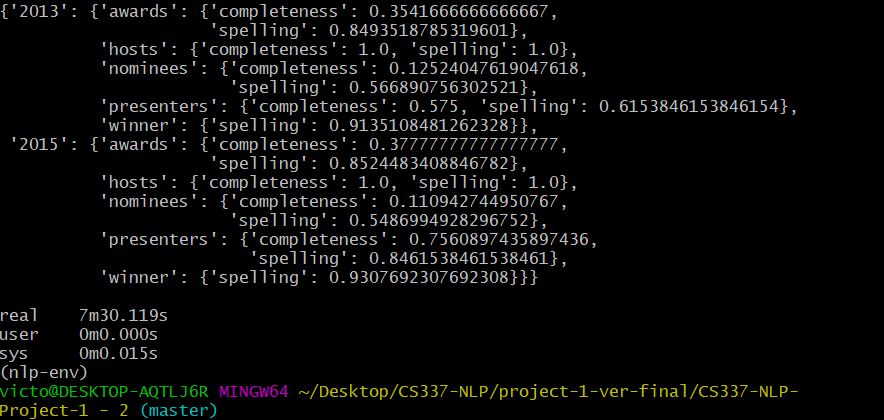 {'2013': {'awards': {'completeness': 0.3541666666666667,
'spelling': 0.8493518785319601},
'hosts': {'completeness': 1.0, 'spelling': 1.0},
'nominees': {'completeness': 0.12524047619047618,
'spelling': 0.566890756302521},
'presenters': {'completeness': 0.575, 'spelling': 0.6153846153846154},
'winner': {'spelling': 0.9135108481262328}},
'2015': {'awards': {'completeness': 0.37777777777777777,
'spelling': 0.8524483408846782},
'hosts': {'completeness': 1.0, 'spelling': 1.0},
'nominees': {'completeness': 0.110942744950767,
'spelling': 0.5486994928296752},
'presenters': {'completeness': 0.7560897435897436,
'spelling': 0.8461538461538461},
'winner': {'spelling': 0.9307692307692308}}}
real 7m30.119s
user 0m0.000s
sys 0m0.015s
(nlp-env)
victo@DESKTOP-AQTLJ6R MINGW64 ~/Desktop/CS337-NLP/project-1-ver-final/CS337-NLP-
Project-1 - 2 (master)